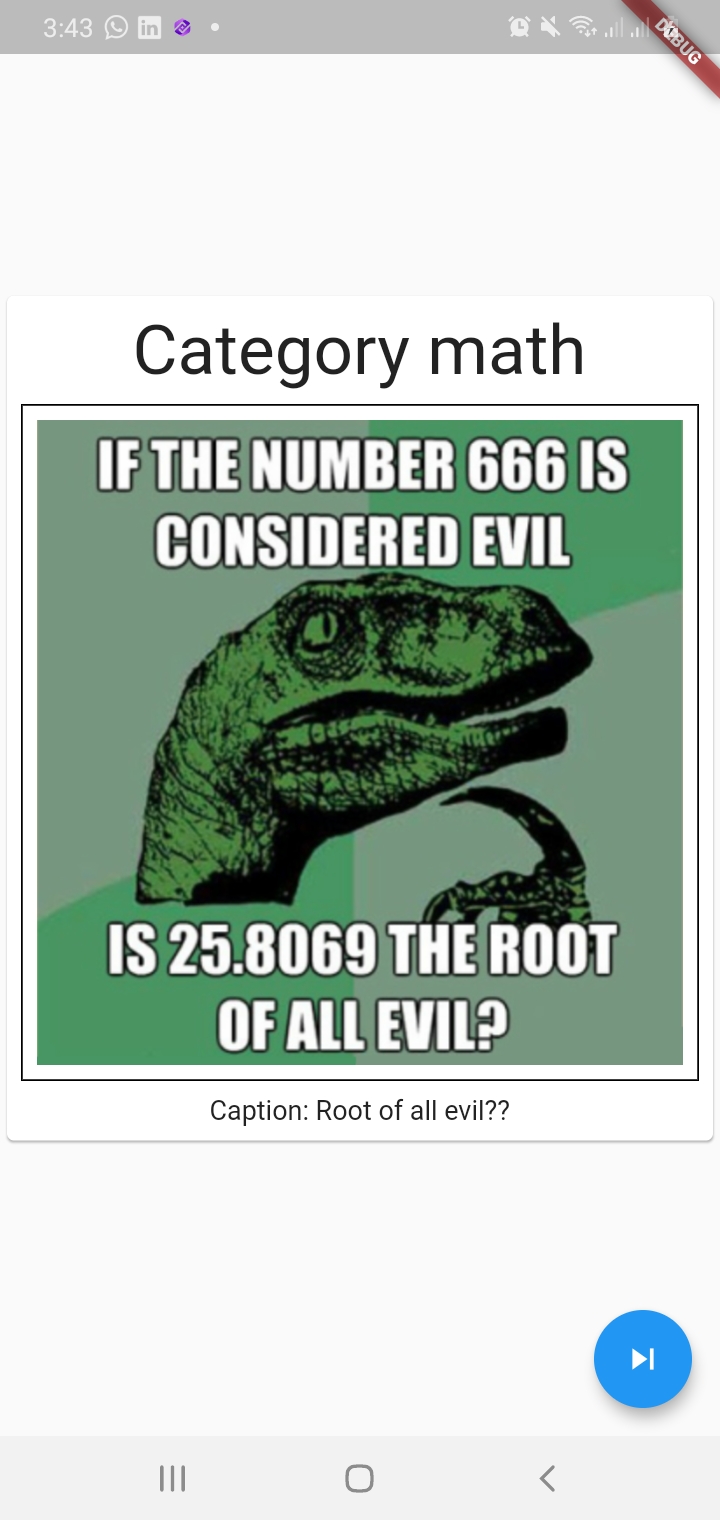 3:43
DEBUG
Category math
IF THE NUMBER 666 IS
CONSIDERED EVIL
IS 25.8069 THE ROOT
OF ALL EVIL?
Caption: Root of all evil??